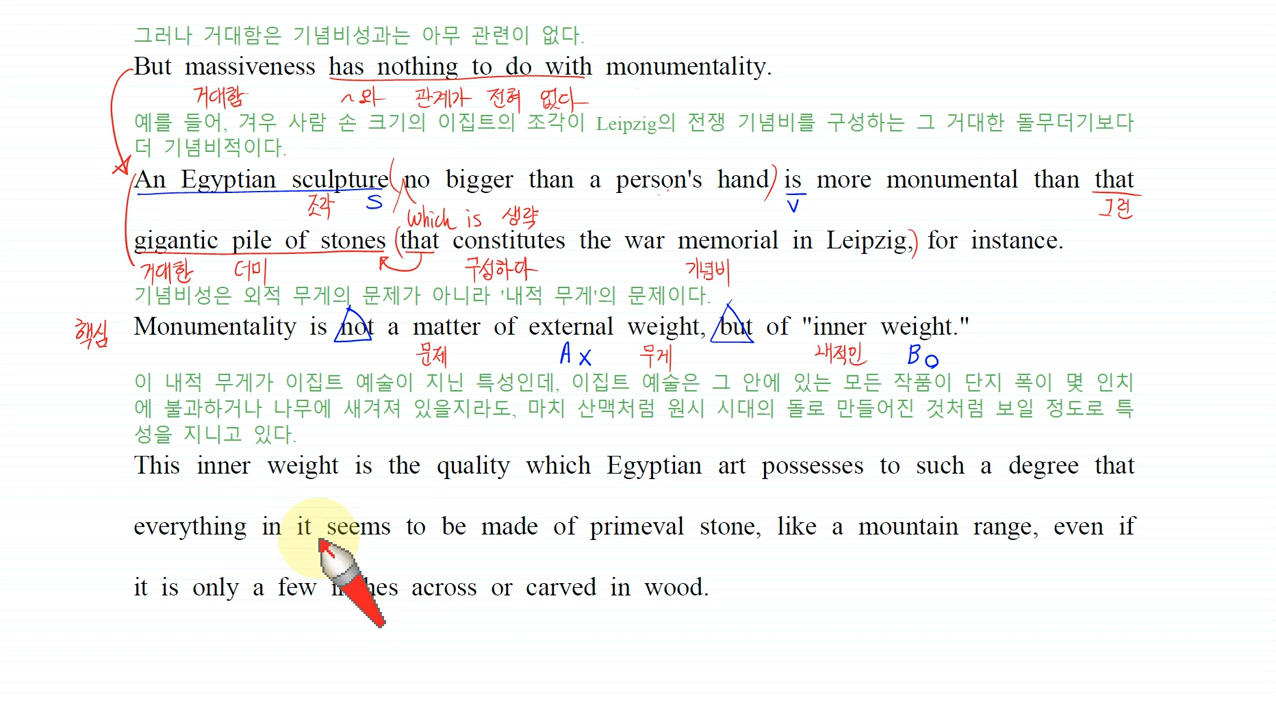 그러나 거대함은 기념비성과는 아무 관련이 없다.
But massiveness has nothing to do with monumentality.
거대함 ~와 관계가 전혀 없다
예를 들어, 겨우 사람 손 크기의 이집트의 조각이 Leipzig의 전쟁 기념비를 구성하는 그 거대한 돌무더기보다
더 기념비적이다.
An Egyptian sculpture (no bigger than a person's hand) is more monumental than that
조각 S which is 생략 V 그런
gigantic pile of stones (that constitutes the war memorial in Leipzig,) for instance.
거대한 더미 구성하다 기념비
기념비성은 외적 무게의 문제가 아니라 '내적 무게'의 문제이다.
핵심 Monumentality is not a matter of external weight, but of "inner weight."
문제 A x 무게 내적인 B o
이 내적 무게가 이집트 예술이 지닌 특성인데, 이집트 예술은 그 안에 있는 모든 작품이 단지 폭이 몇 인치
에 불과하거나 나무에 새겨져 있을지라도, 마치 산맥처럼 원시 시대의 돌로 만들어진 것처럼 보일 정도로 특
성을 지니고 있다.
This inner weight is the quality which Egyptian art possesses to such a degree that
everything in it seems to be made of primeval stone, like a mountain range, even if
it is only a few across or carved in wood.